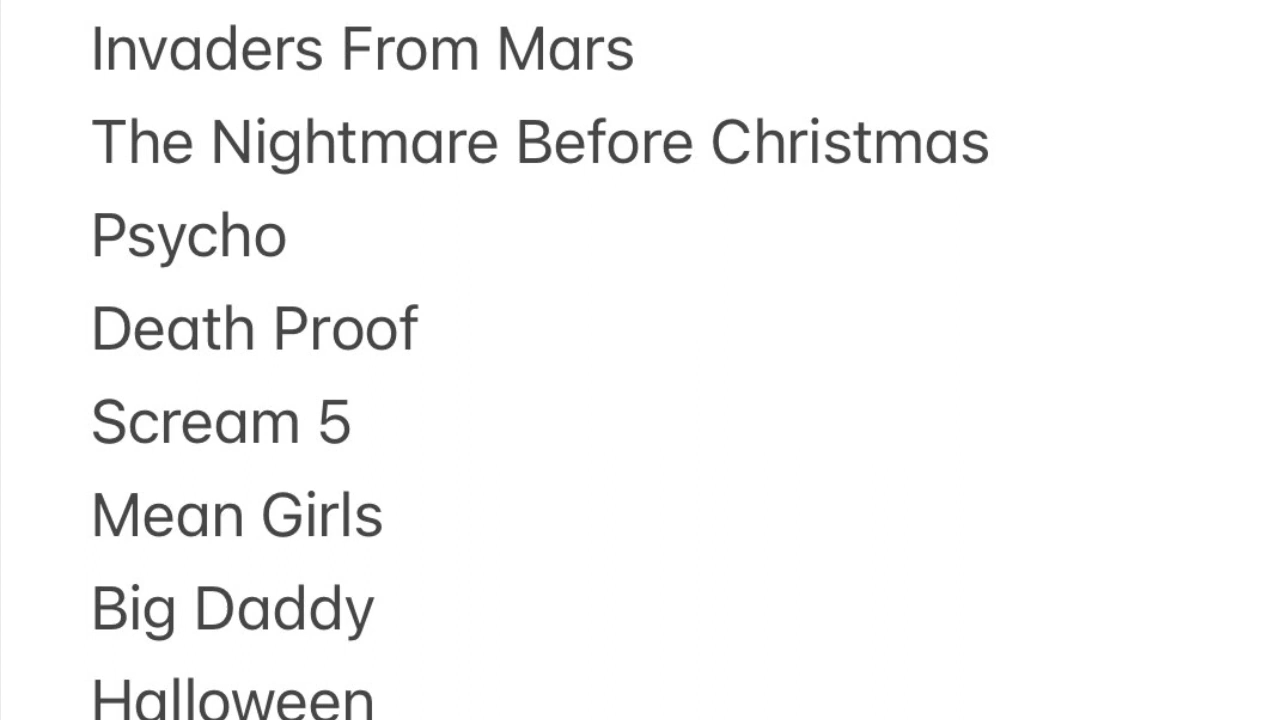 Invaders From Mars
The Nightmare Before Christmas
Psycho
Death Proof
Scream 5
Mean Girls
Big Daddy
Halloween